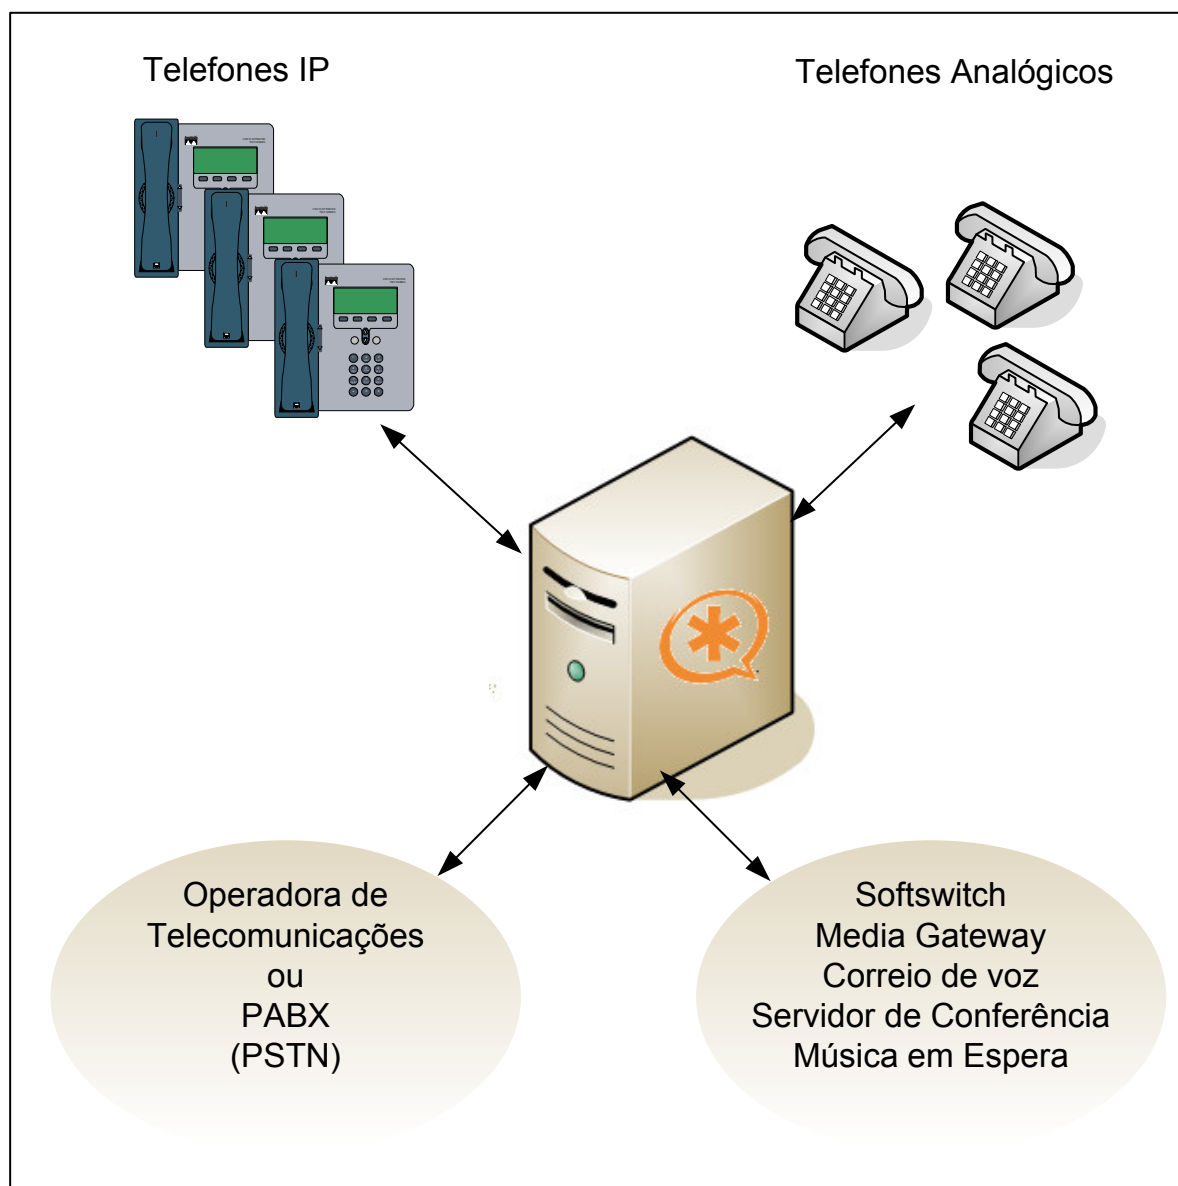 Telefones IP
Telefones Analógicos
Operadora de
Telecomunicações
ou
PABX
(PSTN)
Softswitch
Media Gateway
Correio de voz
Servidor de Conferência
Música em Espera